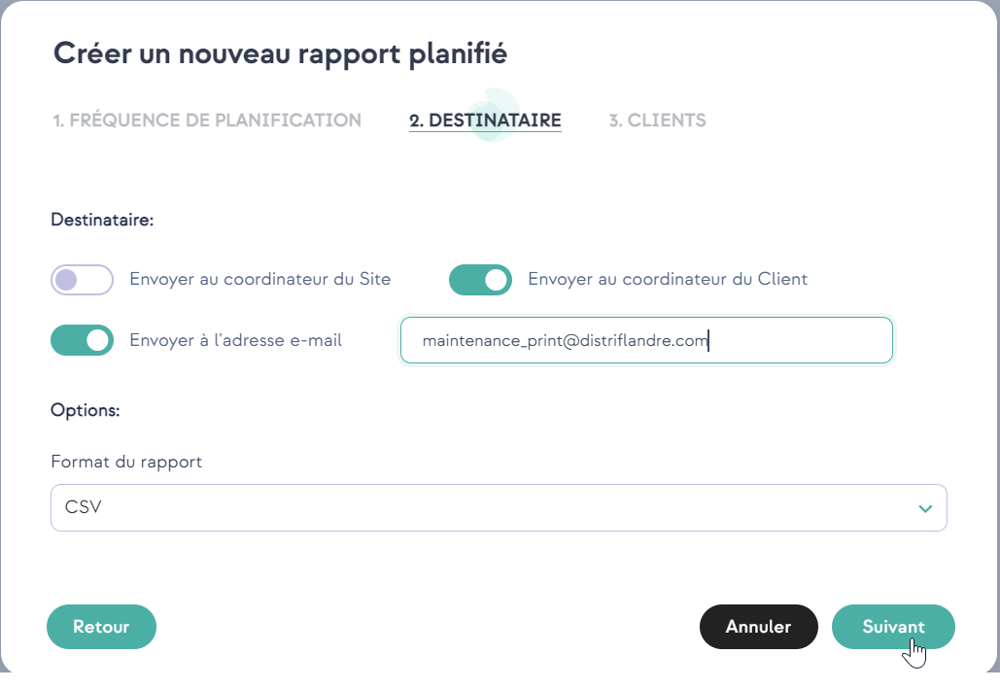 Créer un nouveau rapport planifié
1. FRÉQUENCE DE PLANIFICATION 2. DESTINATAIRE 3. CLIENTS
Destinataire:
Envoyer au coordinateur du Site Envoyer au coordinateur du Client
Envoyer à l'adresse e-mail maintenance_print@distriflandre.com
Options:
Format du rapport
CSV
Retour Annuler Suivant